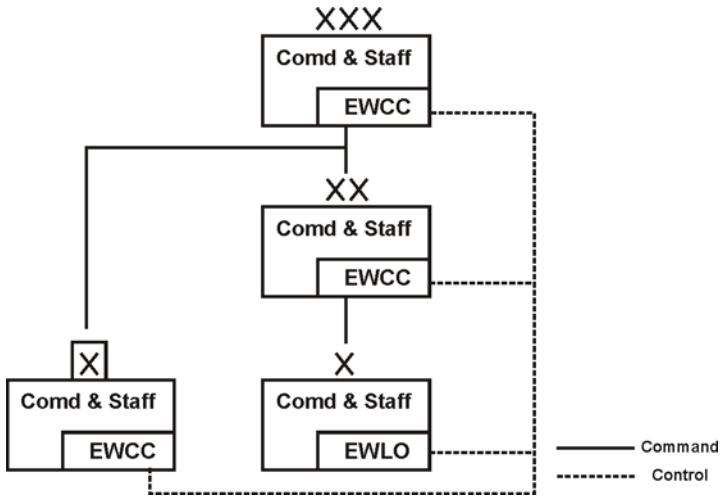 XXX
Comd & Staff
EWCC
XX
Comd & Staff
EWCC
X
Comd & Staff
EWCC
X
Comd & Staff
EWLO
Command
Control